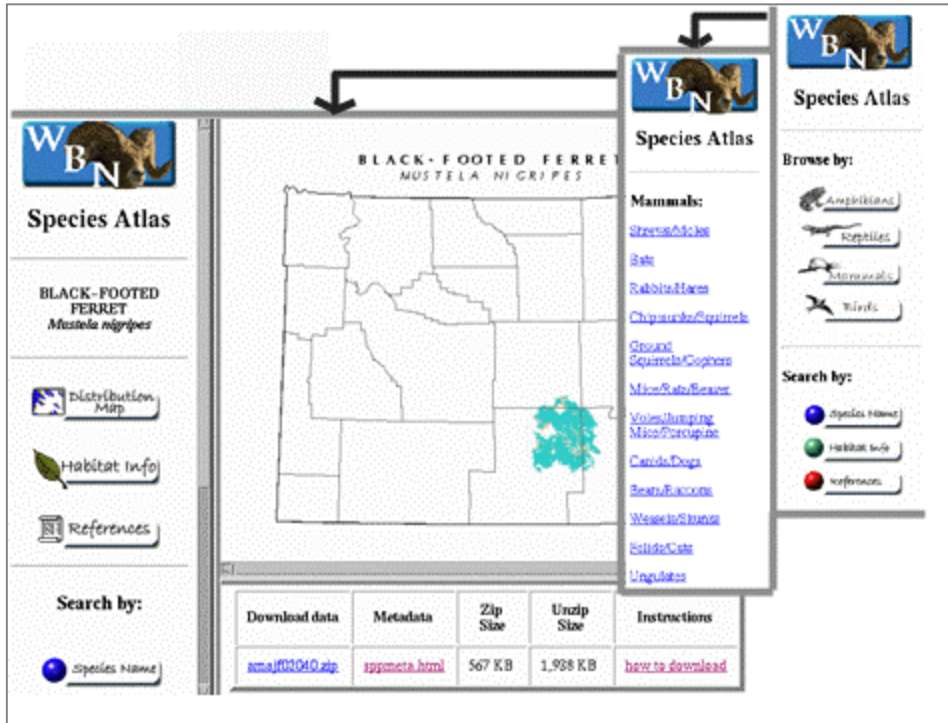 WBN
Species Atlas
BLACK-FOOTED
FERRET
Mustela nigripes
Distribution
Map
Habitat Info
References
Search by:
Species Name
BLACK-FOOTED FERRET
MUSTELA NIGRIPES
Download data
Metadata
Zip
Size
Unzip
Size
Instructions
sppmeta.html
567 KB
1,938 KB
how to download
WBN
Species Atlas
Mammals:
Shrews/Moles
Bats
Rabbits/Hares
Chipmunks/Squirrels
Ground
Squirrels/Gophers
Mice/Rats/Beaver
Voles/Jumping
Mice/Porcupine
Canids/Dogs
Bears/Raccoons
Felids/Cats
Ungulates
WBN
Species Atlas
Browse by:
Amphibians
Reptiles
Mammals
Birds
Search by:
Species Name
Habitat Info
References